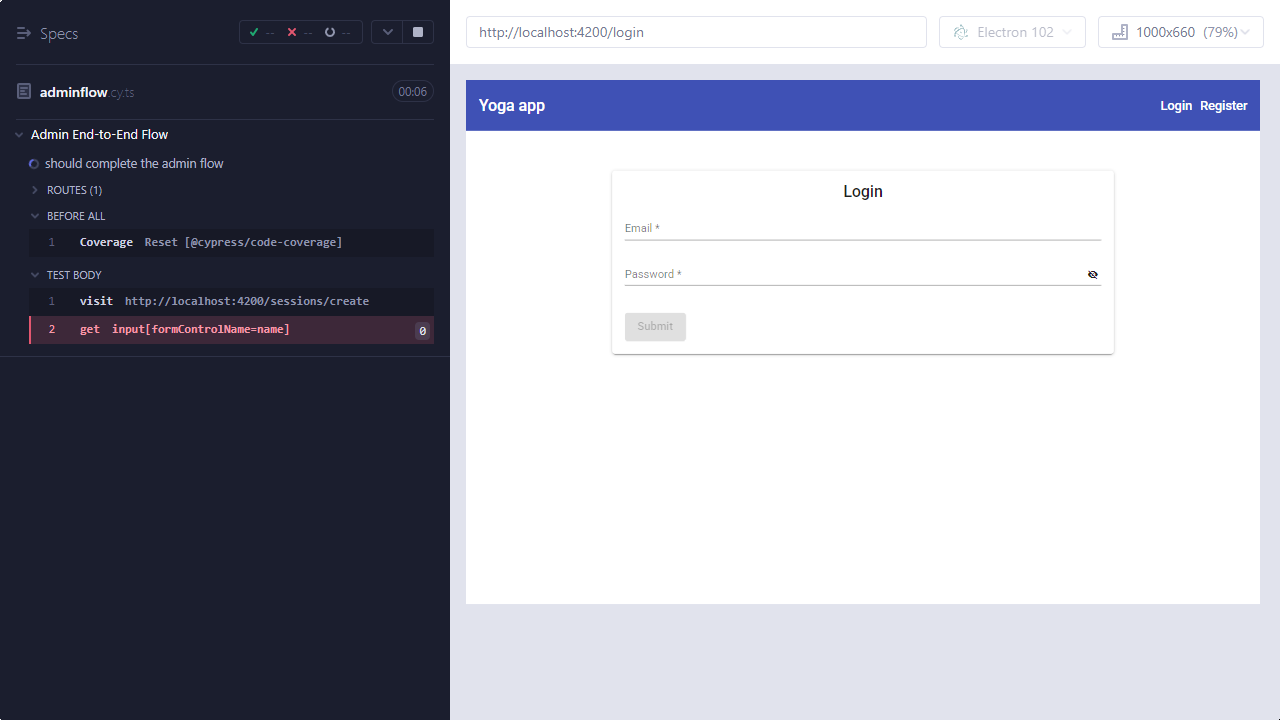 Specs
-- -- --
adminflow.cy.ts 00:06
Admin End-to-End Flow
should complete the admin flow
ROUTES (1)
BEFORE ALL
1 Coverage Reset [@cypress/code-coverage]
TEST BODY
1 visit http://localhost:4200/sessions/create
2 get input[formControlName=name] 0
http://localhost:4200/login
Electron 102
1000x660 (79%)
Yoga app
Login Register
Login
Email *
Password *
Submit